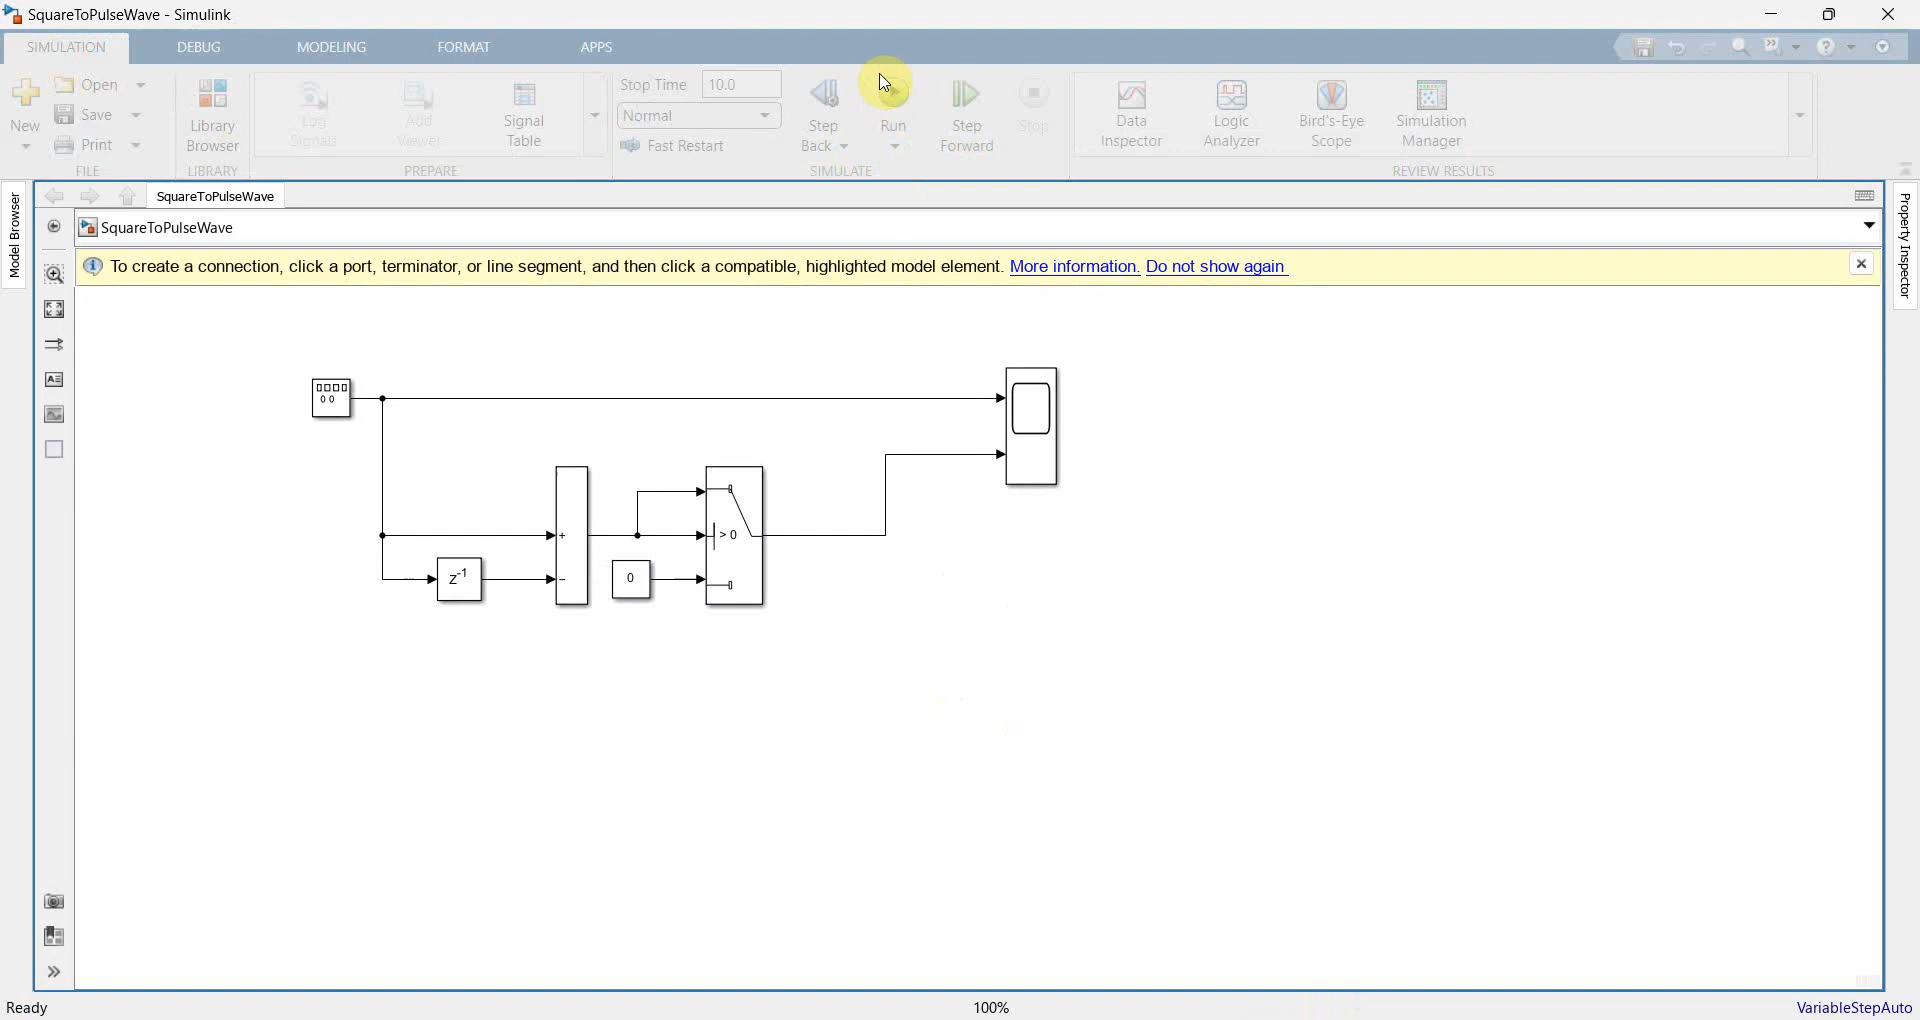 SquareToPulseWave - Simulink
SIMULATION
DEBUG
MODELING
FORMAT
APPS
New
Open
Save
Print
FILE
Library
Browser
LIBRARY
Log
Signals
Add
Viewer
Signal
Table
PREPARE
Stop Time
10.0
Normal
Fast Restart
Step
Back
Run
Step
Forward
Stop
SIMULATE
Data
Inspector
Logic
Analyzer
Bird's-Eye
Scope
Simulation
Manager
REVIEW RESULTS
Model Browser
SquareToPulseWave
SquareToPulseWave
Property Inspector
To create a connection, click a port, terminator, or line segment, and then click a compatible, highlighted model element. More information. Do not show again
+
> 0
z-1
−
0
Ready
100%
VariableStepAuto